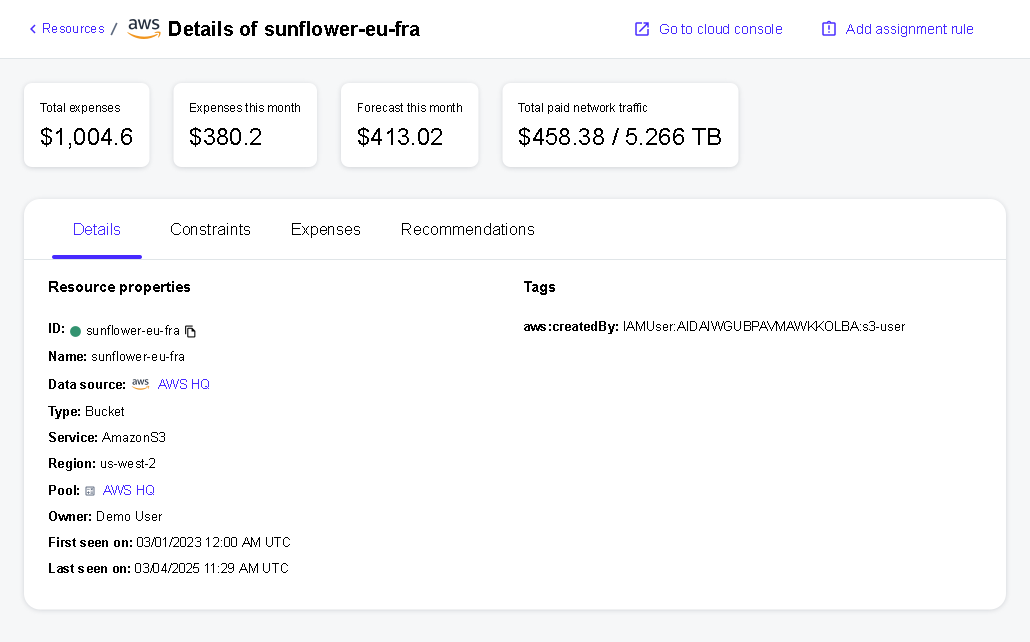 Resources / aws Details of sunflower-eu-fra Go to cloud console Add assignment rule
Total expenses
$1,004.6
Expenses this month
$380.2
Forecast this month
$413.02
Total paid network traffic
$458.38 / 5.266 TB
Details Constraints Expenses Recommendations
Resource properties
ID: sunflower-eu-fra
Name: sunflower-eu-fra
Data source: aws AWS HQ
Type: Bucket
Service: AmazonS3
Region: us-west-2
Pool: AWS HQ
Owner: Demo User
First seen on: 03/01/2023 12:00 AM UTC
Last seen on: 03/04/2025 11:29 AM UTC
Tags
aws:createdBy: IAMUser:AIDAIWGUBPAVMAWKKOLBA:s3-user